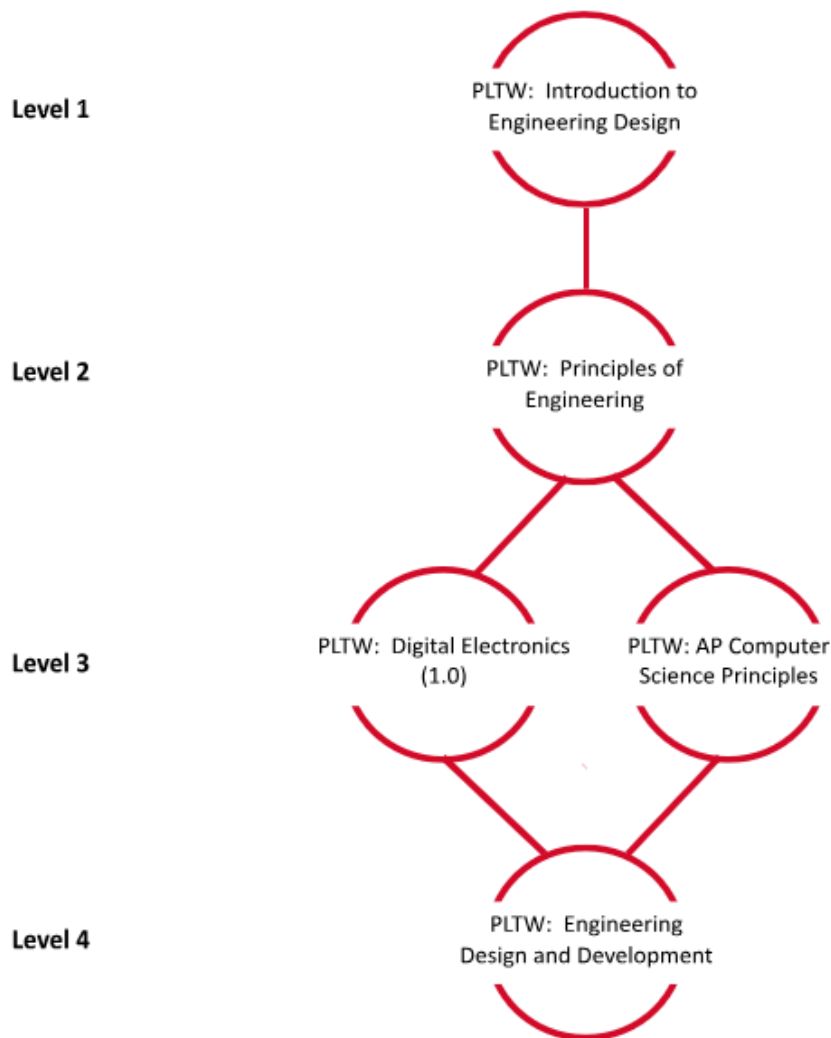 Level 1
PLTW:  Introduction to
Engineering Design
Level 2
PLTW:  Principles of
Engineering
Level 3
PLTW:  Digital Electronics
(1.0)
PLTW: AP Computer
Science Principles
Level 4
PLTW:  Engineering
Design and Development